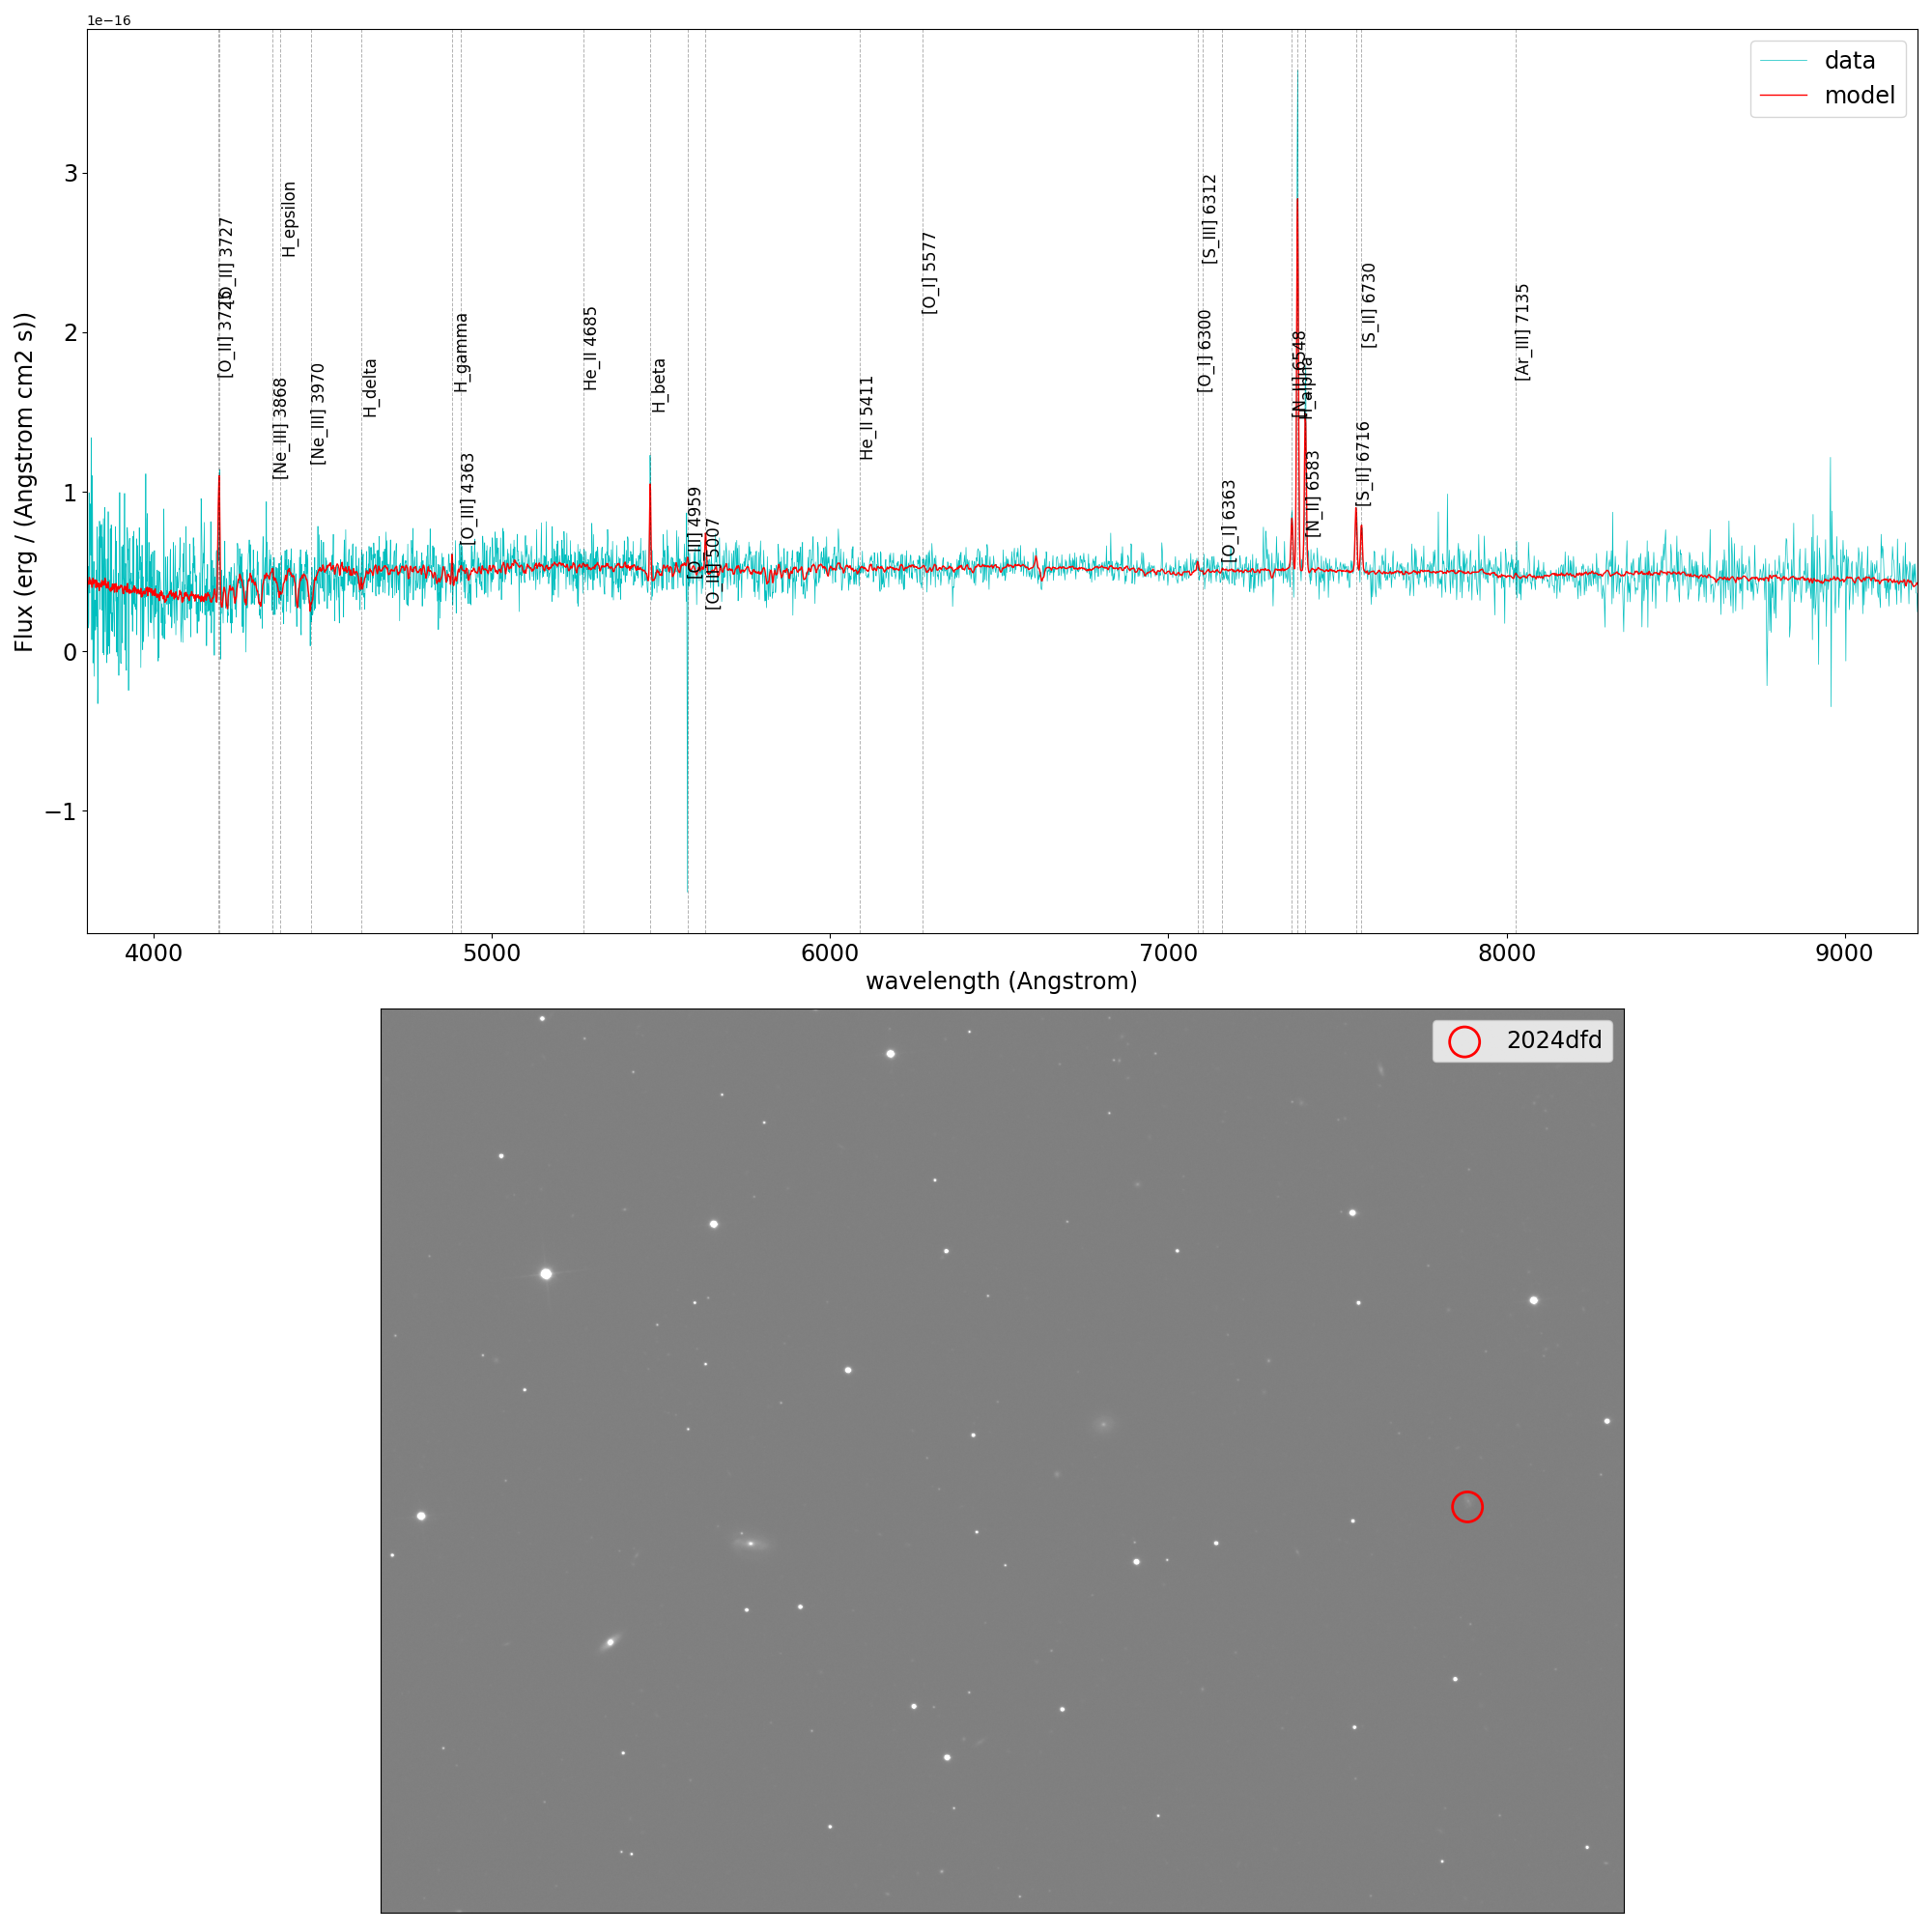 1e−16
data
model
3
2
1
0
−1
Flux (erg / (Angstrom cm2 s))
[O_II] 3726
[O_II] 3727
[Ne_III] 3868
H_epsilon
[Ne_III] 3970
H_delta
H_gamma
[O_III] 4363
He_II 4685
H_beta
[O_III] 4959
[O_III] 5007
He_II 5411
[O_I] 5577
[O_I] 6300
[S_III] 6312
[O_I] 6363
[N_II] 6548
H_alpha
[N_II] 6583
[S_II] 6716
[S_II] 6730
[Ar_III] 7135
4000 5000 6000 7000 8000 9000
wavelength (Angstrom)
2024dfd